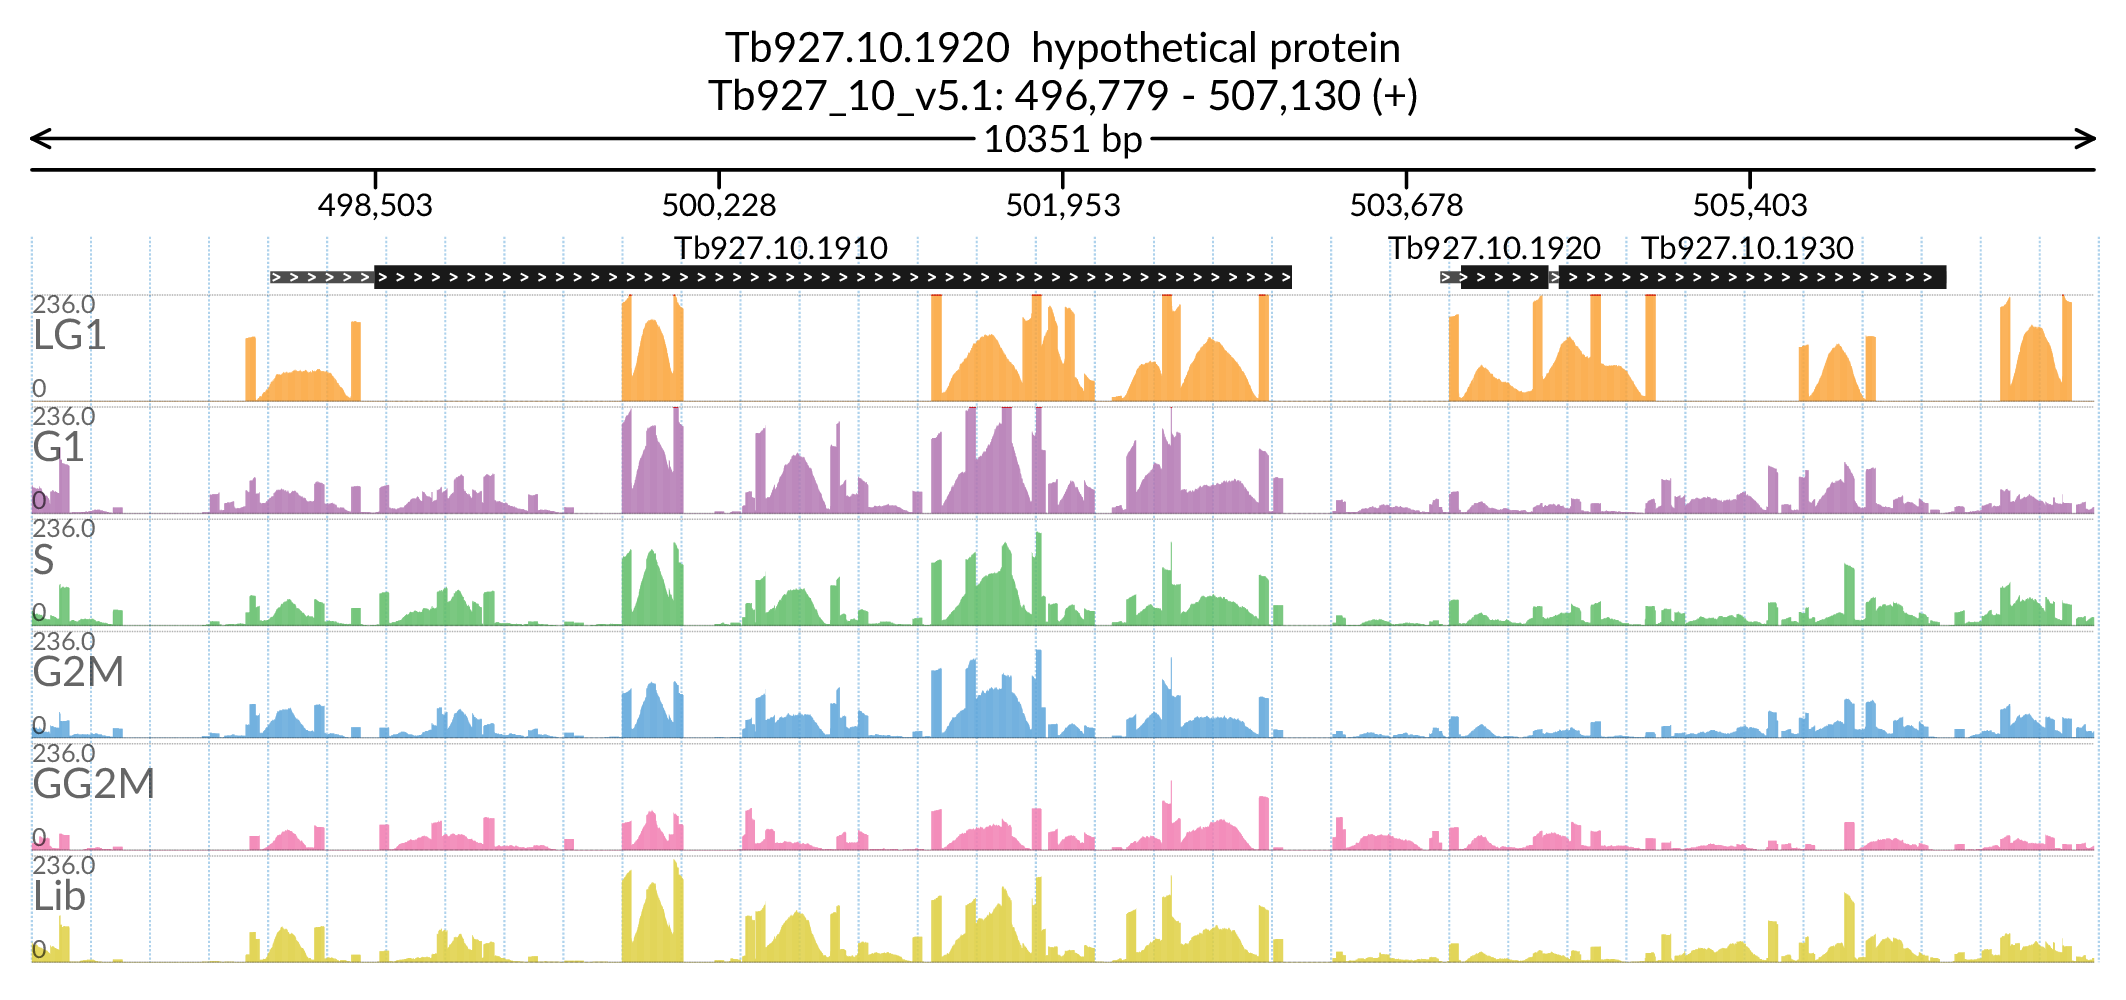 Tb927.10.1920  hypothetical protein
Tb927_10_v5.1: 496,779 - 507,130 (+)
10351 bp
498,503 500,228 501,953 503,678 505,403
Tb927.10.1910 Tb927.10.1920 Tb927.10.1930
236.0
LG1
0
236.0
G1
0
236.0
S
0
236.0
G2M
0
236.0
GG2M
0
236.0
Lib
0